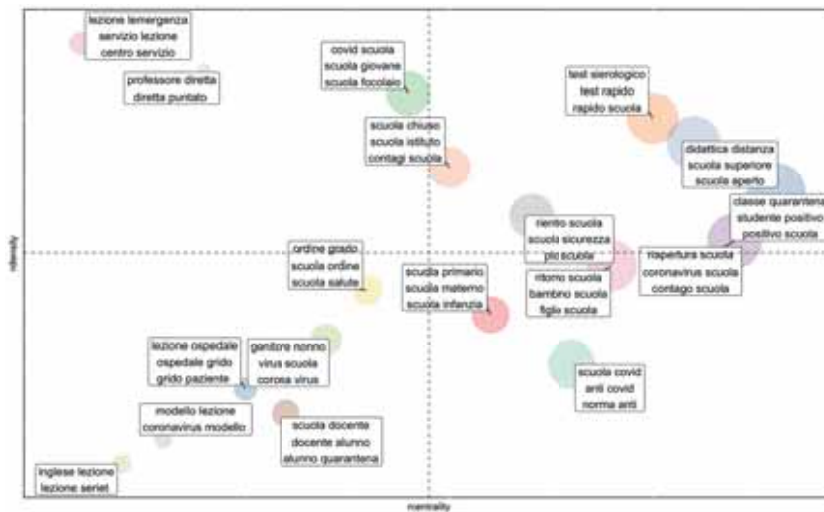 lezione lemergenza
servizio lezione
centro servizio
professore diretta
diretta puntato
covid scuola
scuola giovane
scuola focolaio
test sierologico
test rapido
rapido scuola
scuola chiuso
scuola istituto
contagi scuola
didattica distanza
scuola superiore
scuola aperto
classe quarantena
studente positivo
positivo scuola
rientro scuola
scuola sicurezza
scuola
riapertura scuola
coronavirus scuola
contago scuola
ordine grado
scuola ordine
scuola salute
scuola primario
scuola materno
scuola infanzia
ritorno scuola
bambino scuola
figlio scuola
lezione ospedale
ospedale grido
grido paziente
genitore nonno
virus scuola
corosa virus
scuola covid
anti covid
norma anti
modello lezione
coronavirus modello
scuola docente
docente alunno
alunno quarantena
inglese lezione
lezione seriet